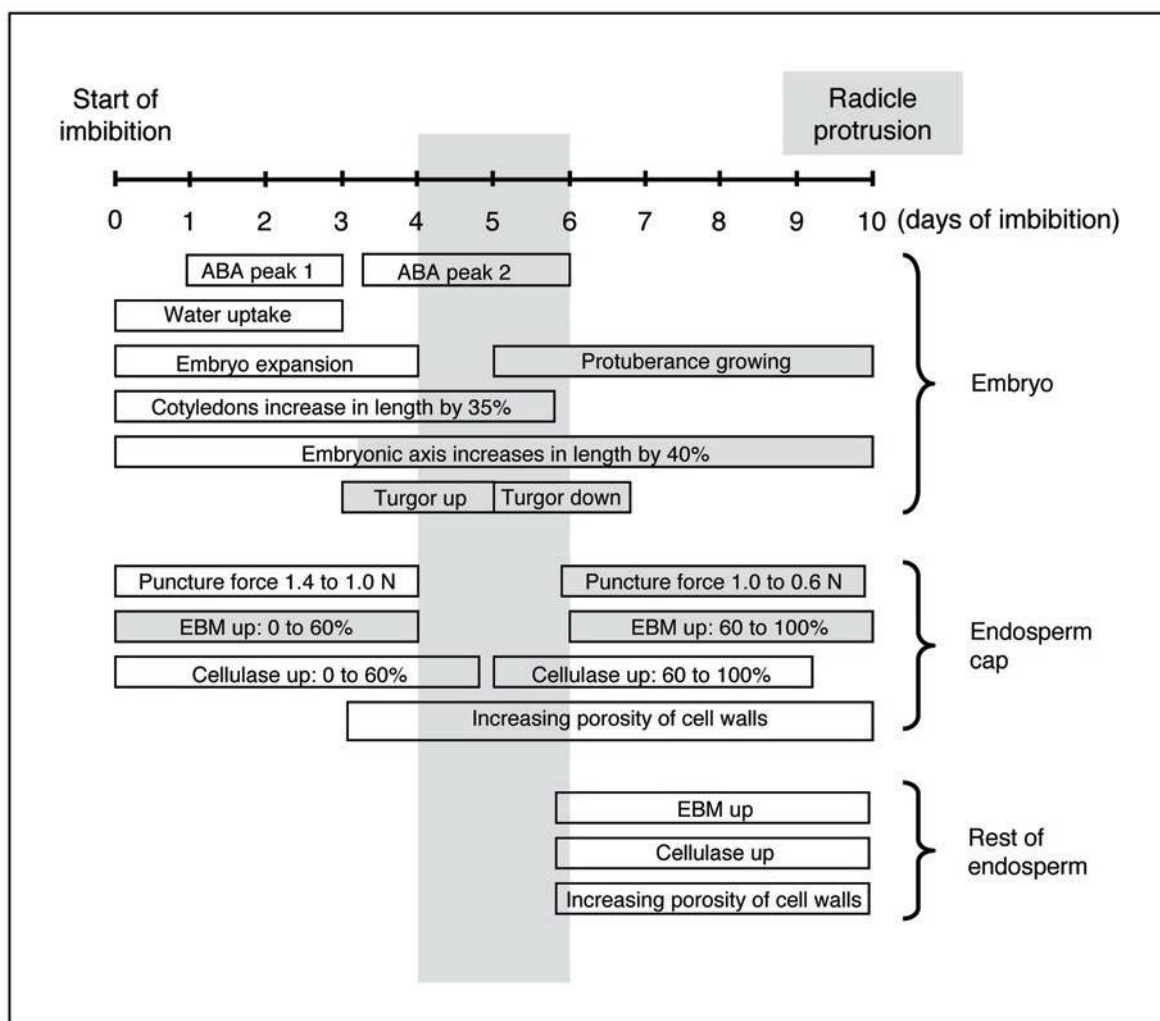 Start of
imbibition
Radicle
protrusion
0 1 2 3 4 5 6 7 8 9 10 (days of imbibition)
ABA peak 1 ABA peak 2
Water uptake
Embryo expansion Protuberance growing
Cotyledons increase in length by 35%
Embryonic axis increases in length by 40%
Turgor up Turgor down
Embryo
Puncture force 1.4 to 1.0 N Puncture force 1.0 to 0.6 N
EBM up: 0 to 60% EBM up: 60 to 100%
Cellulase up: 0 to 60% Cellulase up: 60 to 100%
Increasing porosity of cell walls
Endosperm
cap
EBM up
Cellulase up
Increasing porosity of cell walls
Rest of
endosperm